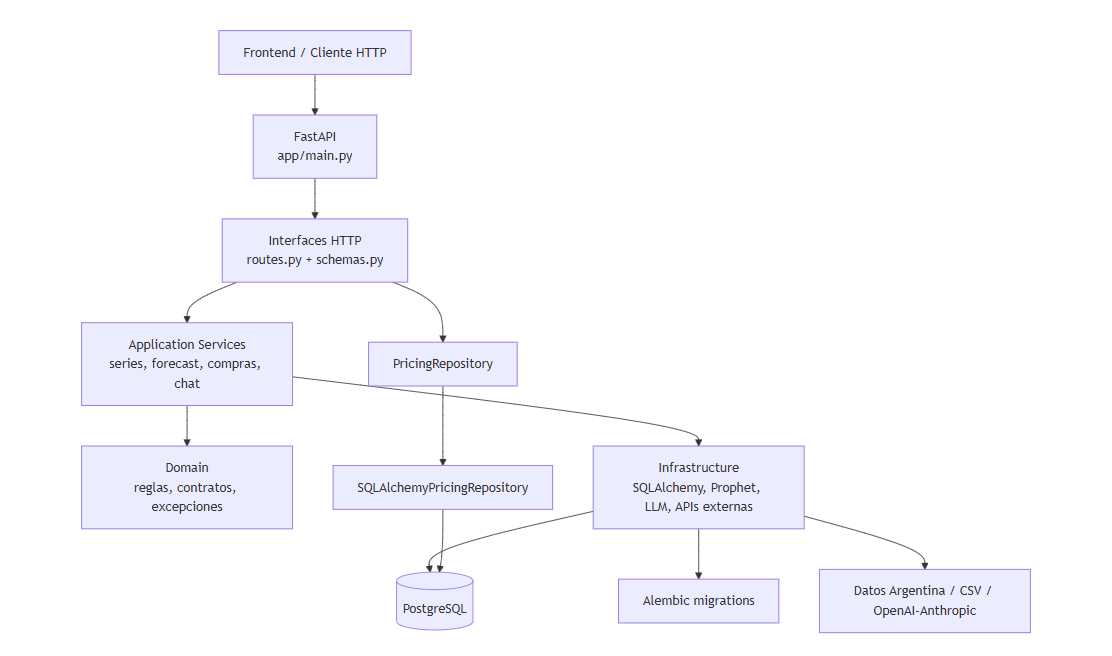 Frontend / Cliente HTTP
FastAPI
app/main.py
Interfaces HTTP
routes.py + schemas.py
Application Services
series, forecast, compras,
chat
PricingRepository
Domain
reglas, contratos,
excepciones
SQLAlchemyPricingRepository
Infrastructure
SQLAlchemy, Prophet,
LLM, APIs externas
PostgreSQL
Alembic migrations
Datos Argentina / CSV /
OpenAI-Anthropic